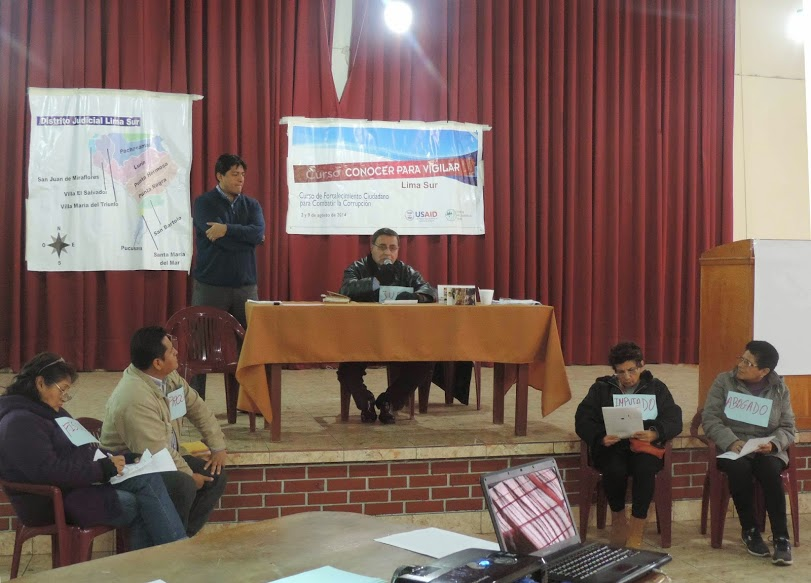 Distrito Judicial Lima Sur
Pachacamac
Lurin
Punta Hermosa
Punta Negra
San Juan de Miraflores
Villa El Salvador
Villa María del Triunfo
San Bartolo
Pucusana
Santa María
del Mar
N
O
E
S
Curso CONOCER PARA VIGILAR
Lima Sur
Curso de Fortalecimiento Ciudadano
para Combatir la Corrupción
USAID
IMPUTADO
ABOGADO